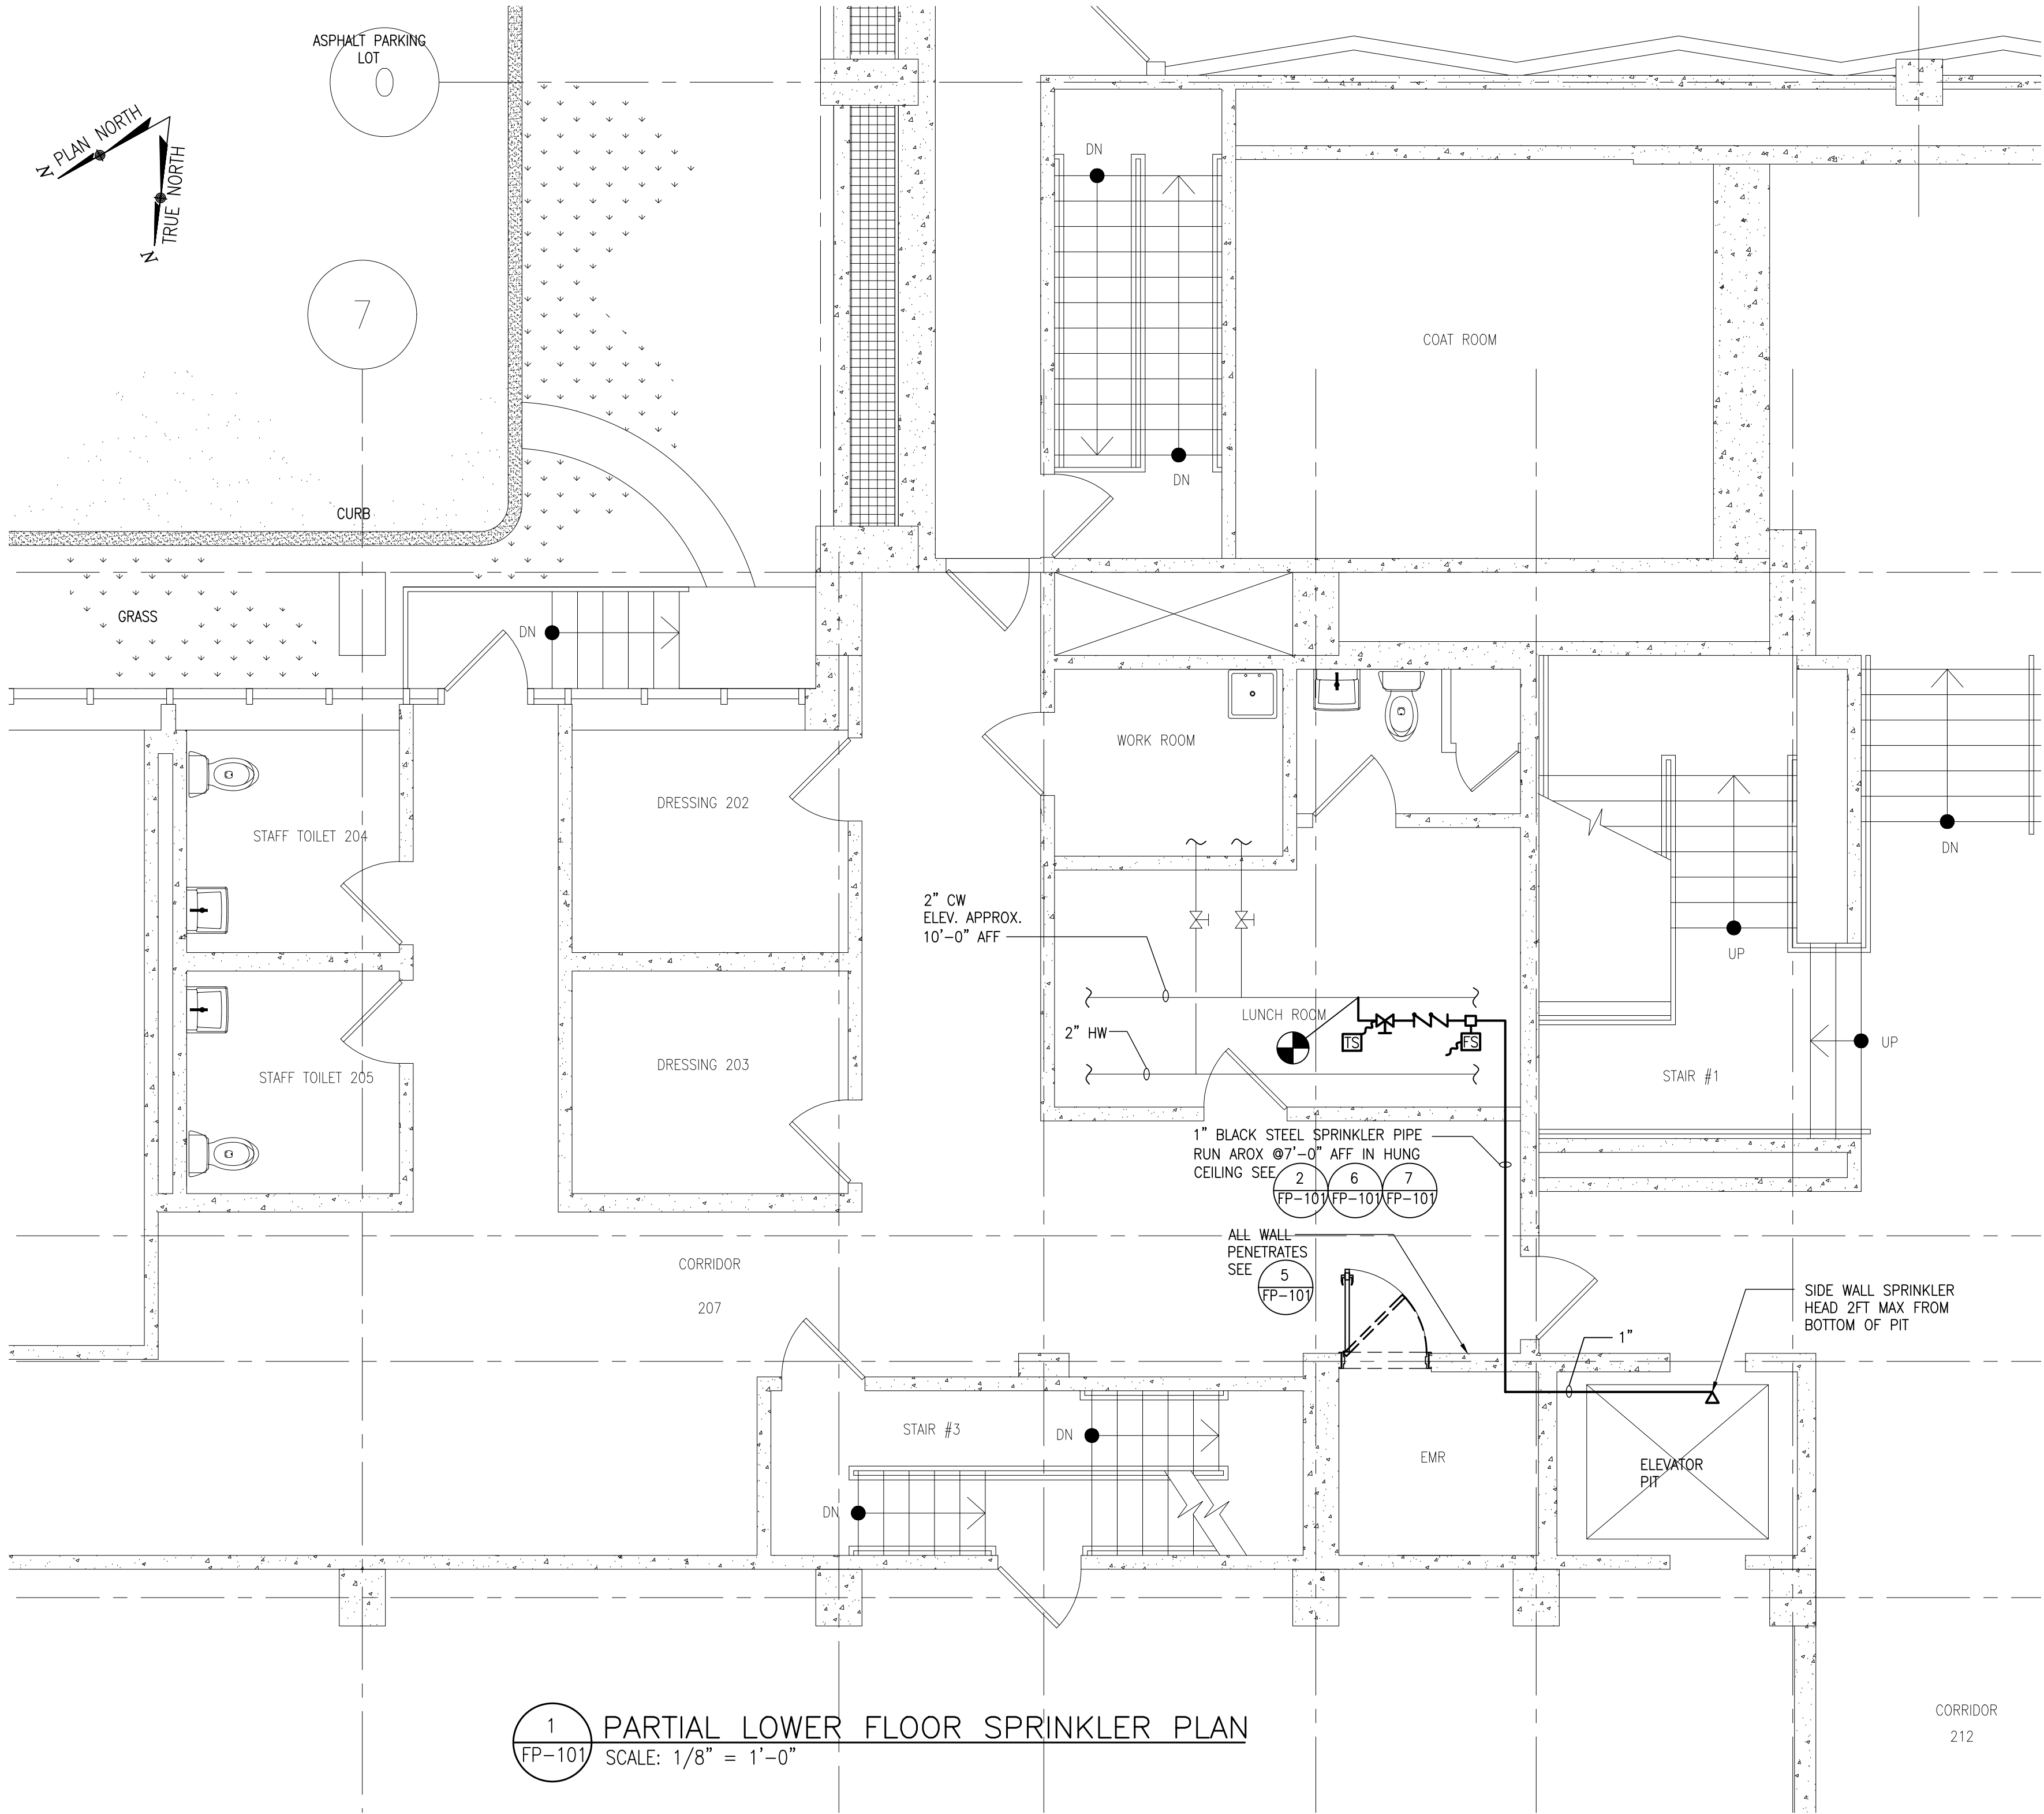 ASPHALT PARKING
LOT
0
N PLAN NORTH
N TRUE NORTH
7
CURB
GRASS
DN
DN
DN
COAT ROOM
DN
WORK ROOM
DRESSING 202
STAFF TOILET 204
DN
UP
2" CW
ELEV. APPROX.
10'-0" AFF
LUNCH ROOM
2" HW
TS
FS
UP
STAFF TOILET 205
DRESSING 203
STAIR #1
1" BLACK STEEL SPRINKLER PIPE
RUN AROX @7'-0" AFF IN HUNG
CEILING SEE
2
FP-101
6
FP-101
7
FP-101
ALL WALL
PENETRATES
SEE
5
FP-101
CORRIDOR
207
SIDE WALL SPRINKLER
HEAD 2FT MAX FROM
BOTTOM OF PIT
1"
STAIR #3
DN
DN
EMR
ELEVATOR
PIT
1
FP-101
PARTIAL LOWER FLOOR SPRINKLER PLAN
SCALE: 1/8" = 1'-0"
CORRIDOR
212